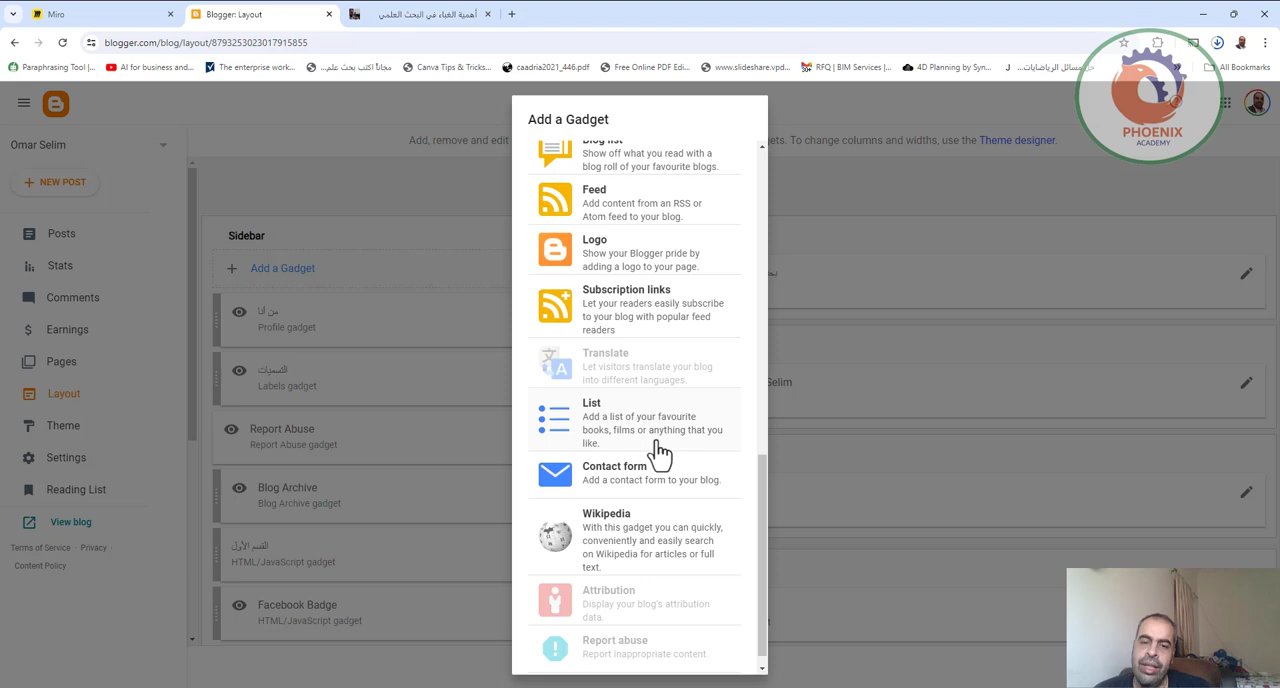 Miro
Blogger: Layout
أهمية الغباء في البحث العلمي
blogger.com/blog/layout/8793253023017915855
Paraphrasing Tool |...
AI for business and...
The enterprise work...
مجاناً اكتب بحث علم...
Canva Tips & Tricks...
caadria2021_446.pdf
Free Online PDF Edi...
www.slideshare.vpd...
RFQ | BIM Services |...
4D Planning by Syn...
حل مسائل الرياضيات...
All Bookmarks
PHOENIX
ACADEMY
Omar Selim
Add, remove and edit
ets. To change columns and widths, use the Theme designer.
NEW POST
Posts
Stats
Comments
Earnings
Pages
Layout
Theme
Settings
Reading List
View blog
Terms of Service · Privacy ·
Content Policy
Sidebar
Add a Gadget
من أنا
Profile gadget
التسميات
Labels gadget
Report Abuse
Report Abuse gadget
Blog Archive
Blog Archive gadget
القسم الأول
HTML/JavaScript gadget
Facebook Badge
HTML/JavaScript gadget
Selim
Add a Gadget
Blog list
Show off what you read with a
blog roll of your favourite blogs.
Feed
Add content from an RSS or
Atom feed to your blog.
Logo
Show your Blogger pride by
adding a logo to your page.
Subscription links
Let your readers easily subscribe
to your blog with popular feed
readers
Translate
Let visitors translate your blog
into different languages.
List
Add a list of your favourite
books, films or anything that you
like.
Contact form
Add a contact form to your blog.
Wikipedia
With this gadget you can quickly,
conveniently and easily search
on Wikipedia for articles or full
text.
Attribution
Display your blog's attribution
data.
Report abuse
Report inappropriate content.